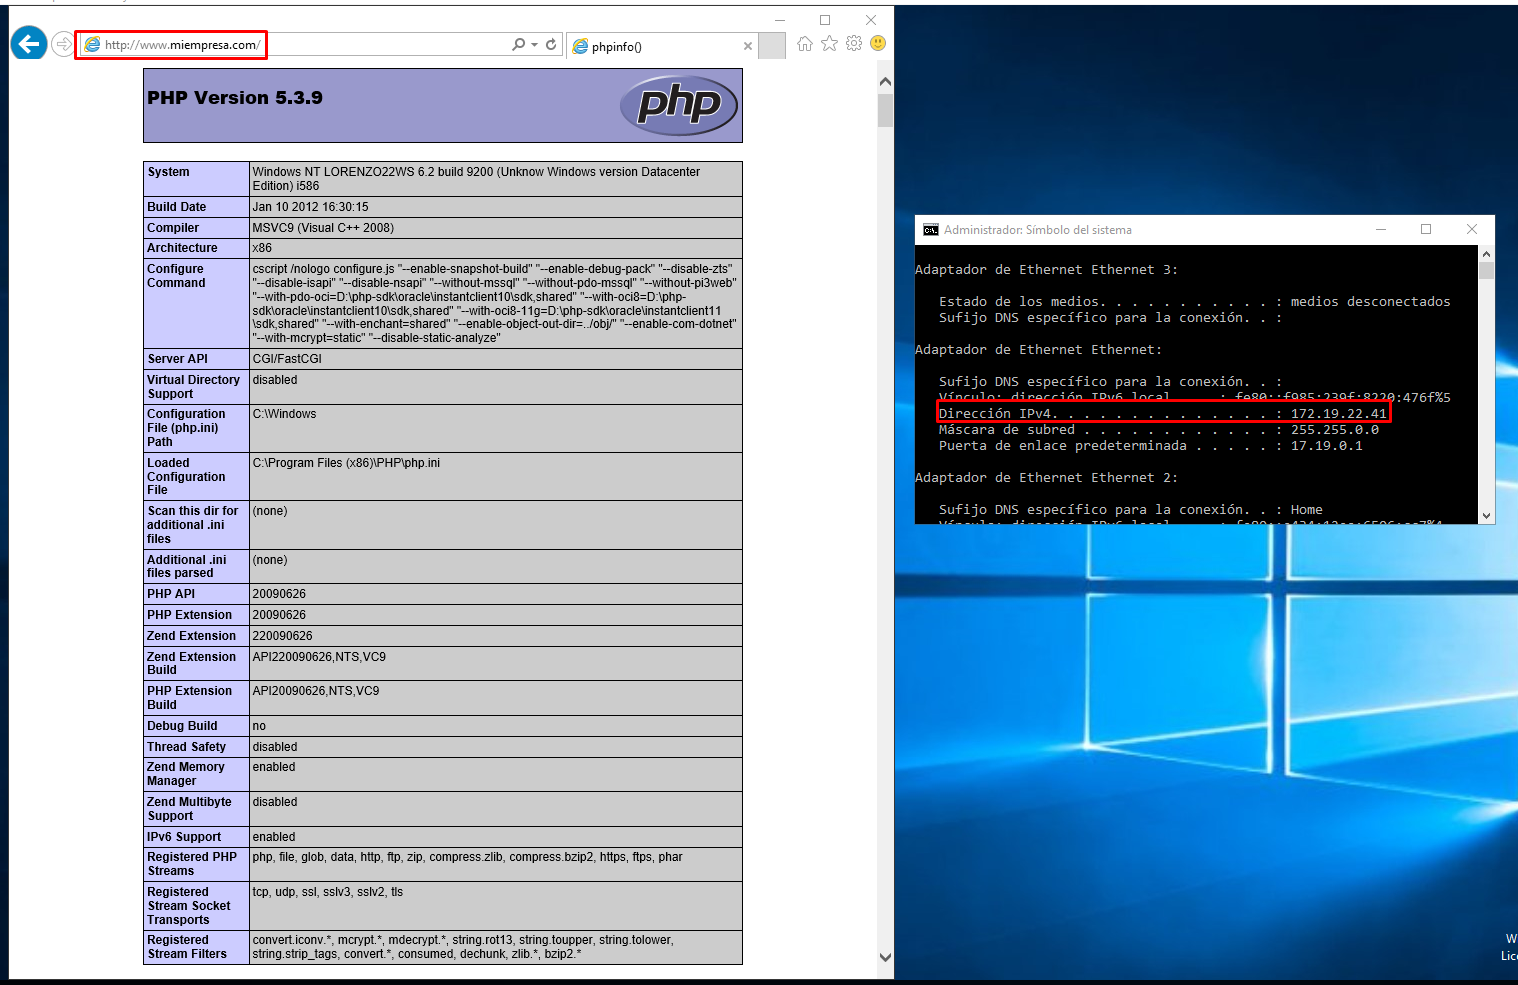 http://www.miempresa.com/
phpinfo()
PHP Version 5.3.9
php
System
Windows NT LORENZO22WS 6.2 build 9200 (Unknow Windows version Datacenter
Edition) i586
Build Date
Jan 10 2012 16:30:15
Compiler
MSVC9 (Visual C++ 2008)
Architecture
x86
Configure
Command
cscript /nologo configure.js "--enable-snapshot-build" "--enable-debug-pack" "--disable-zts"
"--disable-isapi" "--disable-nsapi" "--without-mssql" "--without-pdo-mssql" "--without-pi3web"
"--with-pdo-oci=D:\php-sdk\oracle\instantclient10\sdk,shared" "--with-oci8=D:\php-
sdk\oracle\instantclient10\sdk,shared" "--with-oci8-11g=D:\php-sdk\oracle\instantclient11
\sdk,shared" "--with-enchant=shared" "--enable-object-out-dir=../obj/" "--enable-com-dotnet"
"--with-mcrypt=static" "--disable-static-analyze"
Server API
CGI/FastCGI
Virtual Directory
Support
disabled
Configuration
File (php.ini)
Path
C:\Windows
Loaded
Configuration
File
C:\Program Files (x86)\PHP\php.ini
Scan this dir for
additional .ini
files
(none)
Additional .ini
files parsed
(none)
PHP API
20090626
PHP Extension
20090626
Zend Extension
220090626
Zend Extension
Build
API220090626,NTS,VC9
PHP Extension
Build
API20090626,NTS,VC9
Debug Build
no
Thread Safety
disabled
Zend Memory
Manager
enabled
Zend Multibyte
Support
disabled
IPv6 Support
enabled
Registered PHP
Streams
php, file, glob, data, http, ftp, zip, compress.zlib, compress.bzip2, https, ftps, phar
Registered
Stream Socket
Transports
tcp, udp, ssl, sslv3, sslv2, tls
Registered
Stream Filters
convert.iconv.*, mcrypt.*, mdecrypt.*, string.rot13, string.toupper, string.tolower,
string.strip_tags, convert.*, consumed, dechunk, zlib.*, bzip2.*
Administrador: Símbolo del sistema
Adaptador de Ethernet Ethernet 3:
Estado de los medios. . . . . . . . . . . : medios desconectados
Sufijo DNS específico para la conexión. . :
Adaptador de Ethernet Ethernet:
Sufijo DNS específico para la conexión. . :
Vínculo: dirección IPv6 local. . . : fe80::f985:239f:8220:476f%5
Dirección IPv4. . . . . . . . . . . . . . : 172.19.22.41
Máscara de subred . . . . . . . . . . . . : 255.255.0.0
Puerta de enlace predeterminada . . . . . : 17.19.0.1
Adaptador de Ethernet Ethernet 2:
Sufijo DNS específico para la conexión. . : Home
Vínculo: dirección IPv6 local
W
Lice